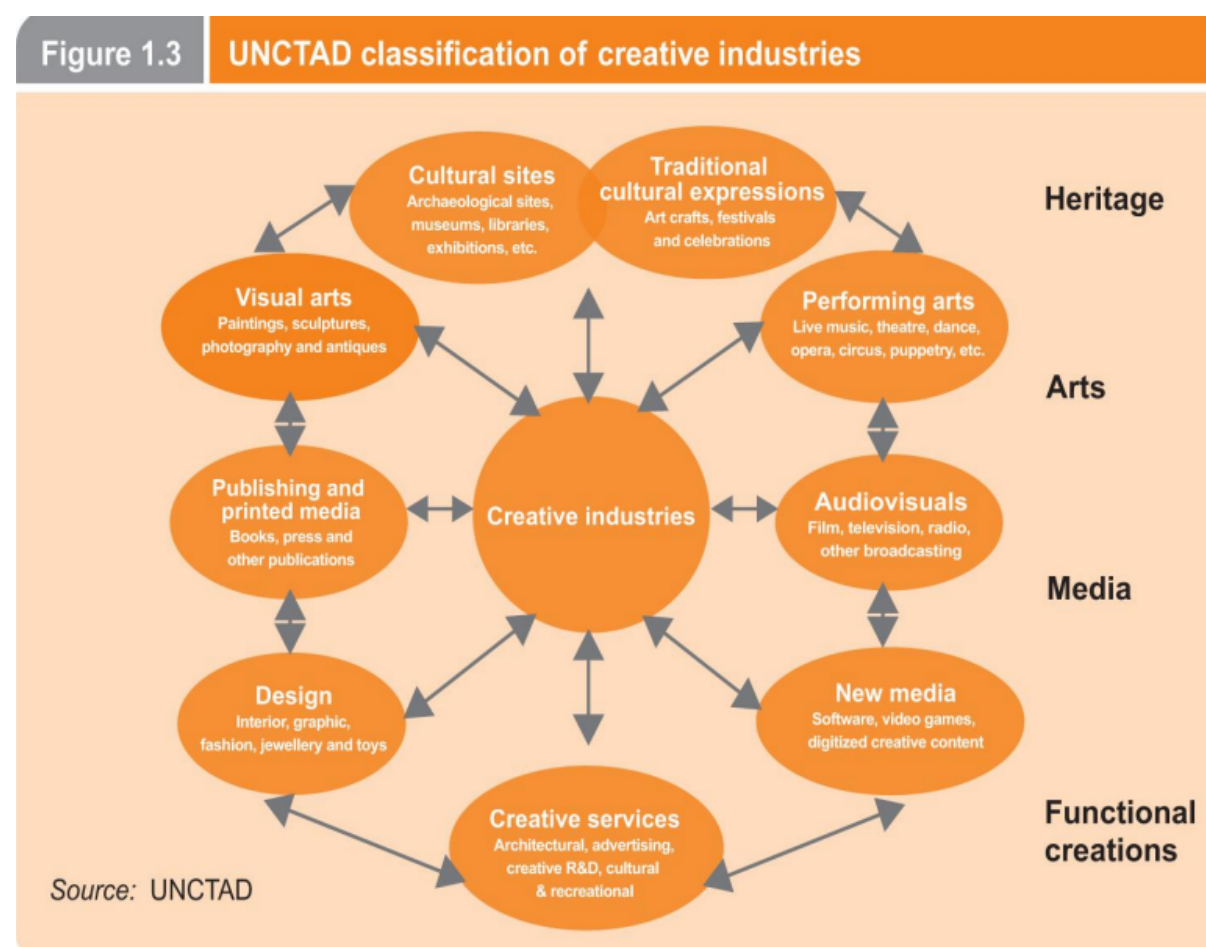 Figure 1.3
UNCTAD classification of creative industries
Cultural sites
Archaeological sites,
museums, libraries,
exhibitions, etc.
Traditional
cultural expressions
Art crafts, festivals
and celebrations
Heritage
Visual arts
Paintings, sculptures,
photography and antiques
Performing arts
Live music, theatre, dance,
opera, circus, puppetry, etc.
Arts
Publishing and
printed media
Books, press and
other publications
Creative industries
Audiovisuals
Film, television, radio,
other broadcasting
Media
Design
Interior, graphic,
fashion, jewellery and toys
New media
Software, video games,
digitized creative content
Creative services
Architectural, advertising,
creative R&D, cultural
& recreational
Functional
creations
Source: UNCTAD